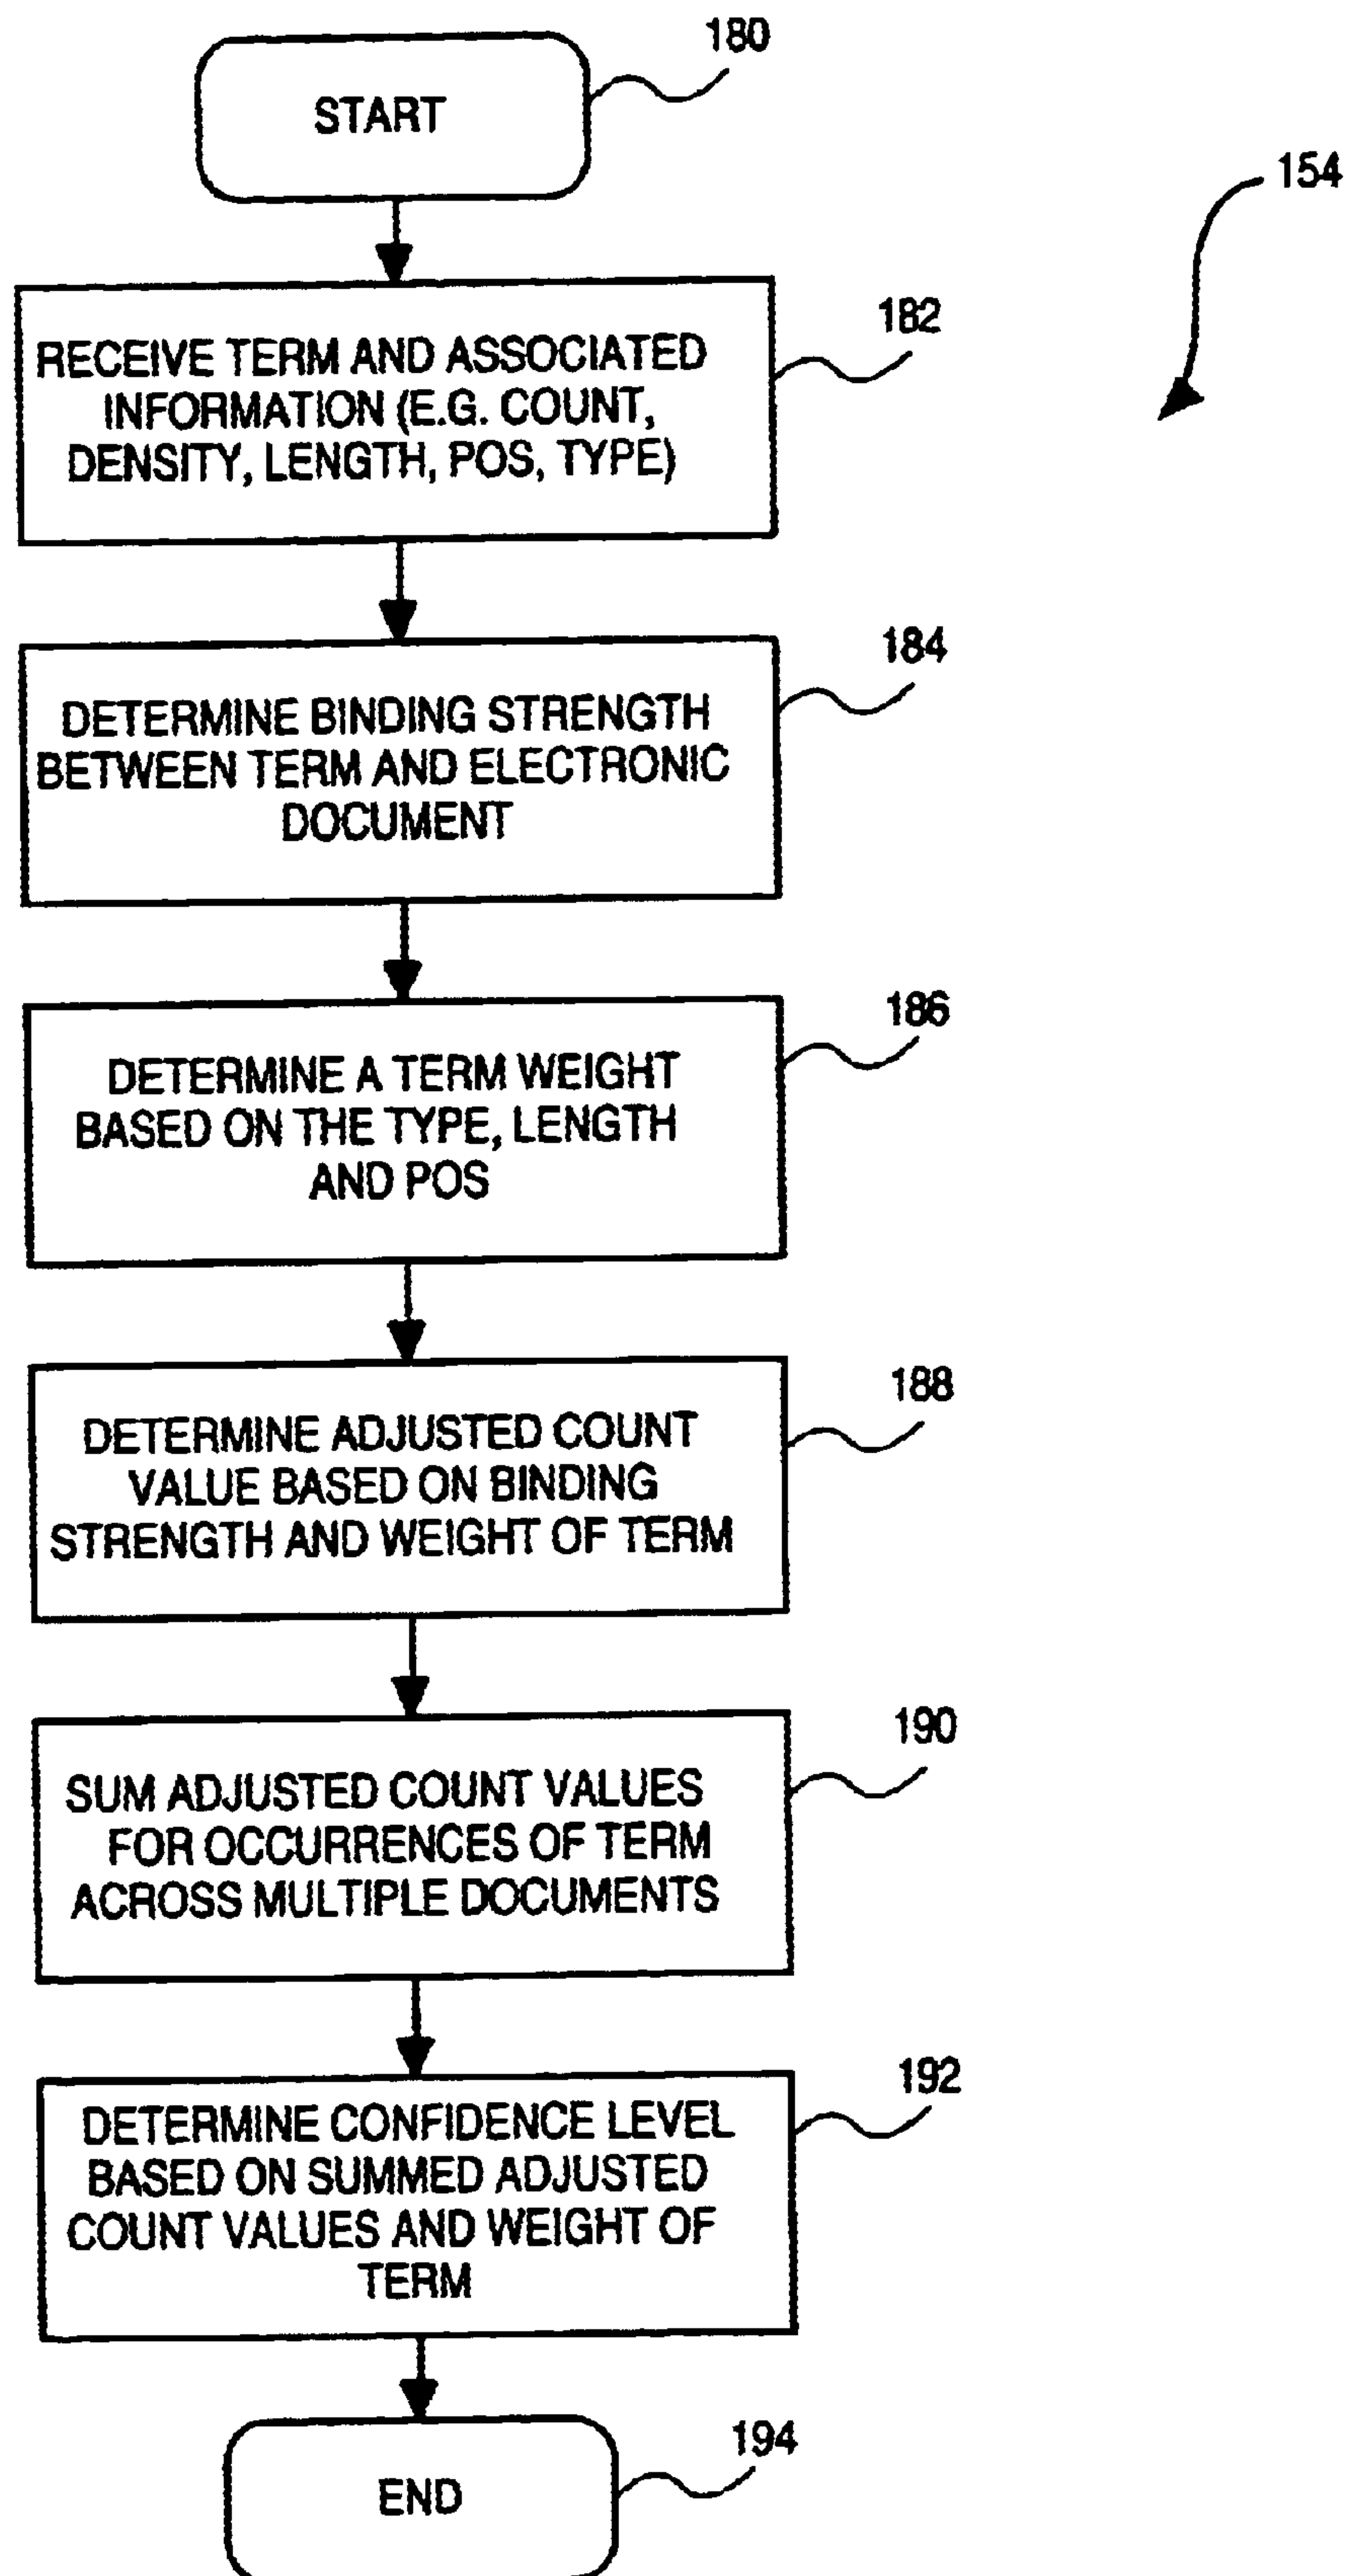 180
START
154
182
RECEIVE TERM AND ASSOCIATED
INFORMATION (E.G. COUNT,
DENSITY, LENGTH, POS, TYPE)
184
DETERMINE BINDING STRENGTH
BETWEEN TERM AND ELECTRONIC
DOCUMENT
186
DETERMINE A TERM WEIGHT
BASED ON THE TYPE, LENGTH
AND POS
188
DETERMINE ADJUSTED COUNT
VALUE BASED ON BINDING
STRENGTH AND WEIGHT OF TERM
190
SUM ADJUSTED COUNT VALUES
FOR OCCURRENCES OF TERM
ACROSS MULTIPLE DOCUMENTS
192
DETERMINE CONFIDENCE LEVEL
BASED ON SUMMED ADJUSTED
COUNT VALUES AND WEIGHT OF
TERM
194
END